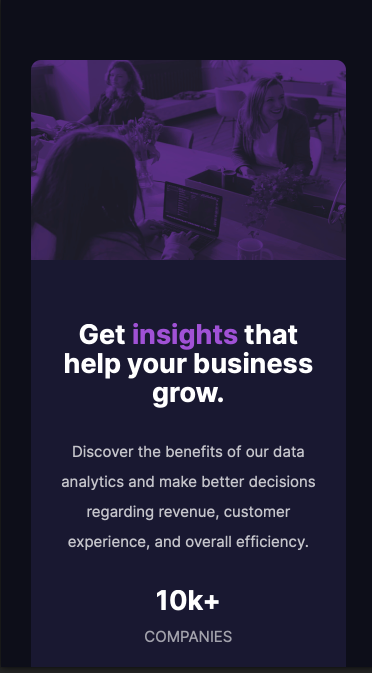 Get insights that
help your business
grow.
Discover the benefits of our data
analytics and make better decisions
regarding revenue, customer
experience, and overall efficiency.
10k+
COMPANIES